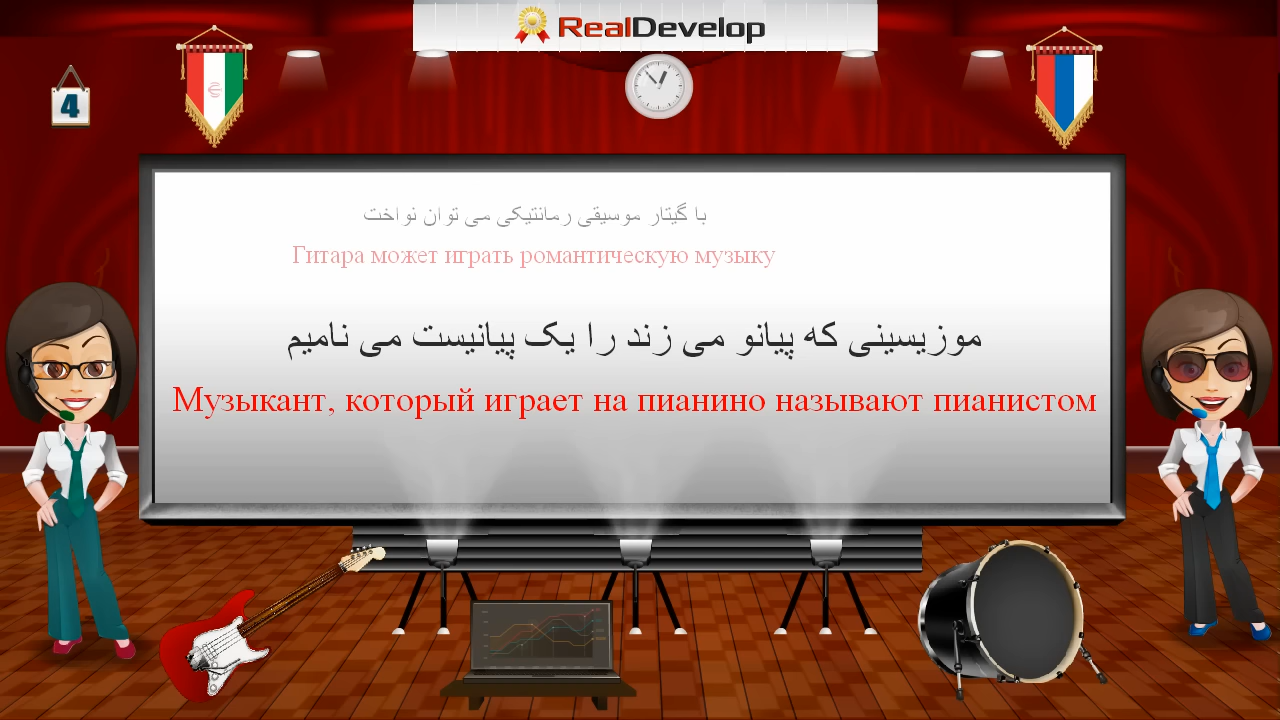 RealDevelop
4
با گیتار موسیقی رمانتیکی می توان نواخت
Гитара может играть романтическую музыку
موزیسینی که پیانو می زند را یک پیانیست می نامیم
Музыкант, который играет на пианино называют пианистом